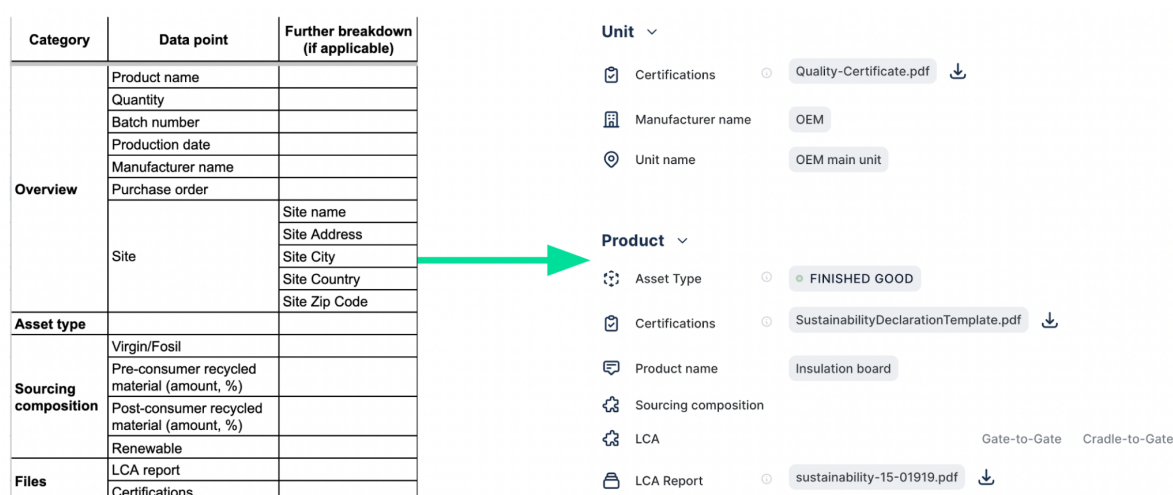 Category
Data point
Further breakdown
(if applicable)
Overview
Product name
Quantity
Batch number
Production date
Manufacturer name
Purchase order
Site
Site name
Site Address
Site City
Site Country
Site Zip Code
Asset type
Sourcing
composition
Virgin/Fosil
Pre-consumer recycled
material (amount, %)
Post-consumer recycled
material (amount, %)
Renewable
Files
LCA report
Certifications
Unit
Certifications
Quality-Certificate.pdf
Manufacturer name
OEM
Unit name
OEM main unit
Product
Asset Type
FINISHED GOOD
Certifications
SustainabilityDeclarationTemplate.pdf
Product name
Insulation board
Sourcing composition
LCA
Gate-to-Gate
Cradle-to-Gate
LCA Report
sustainability-15-01919.pdf